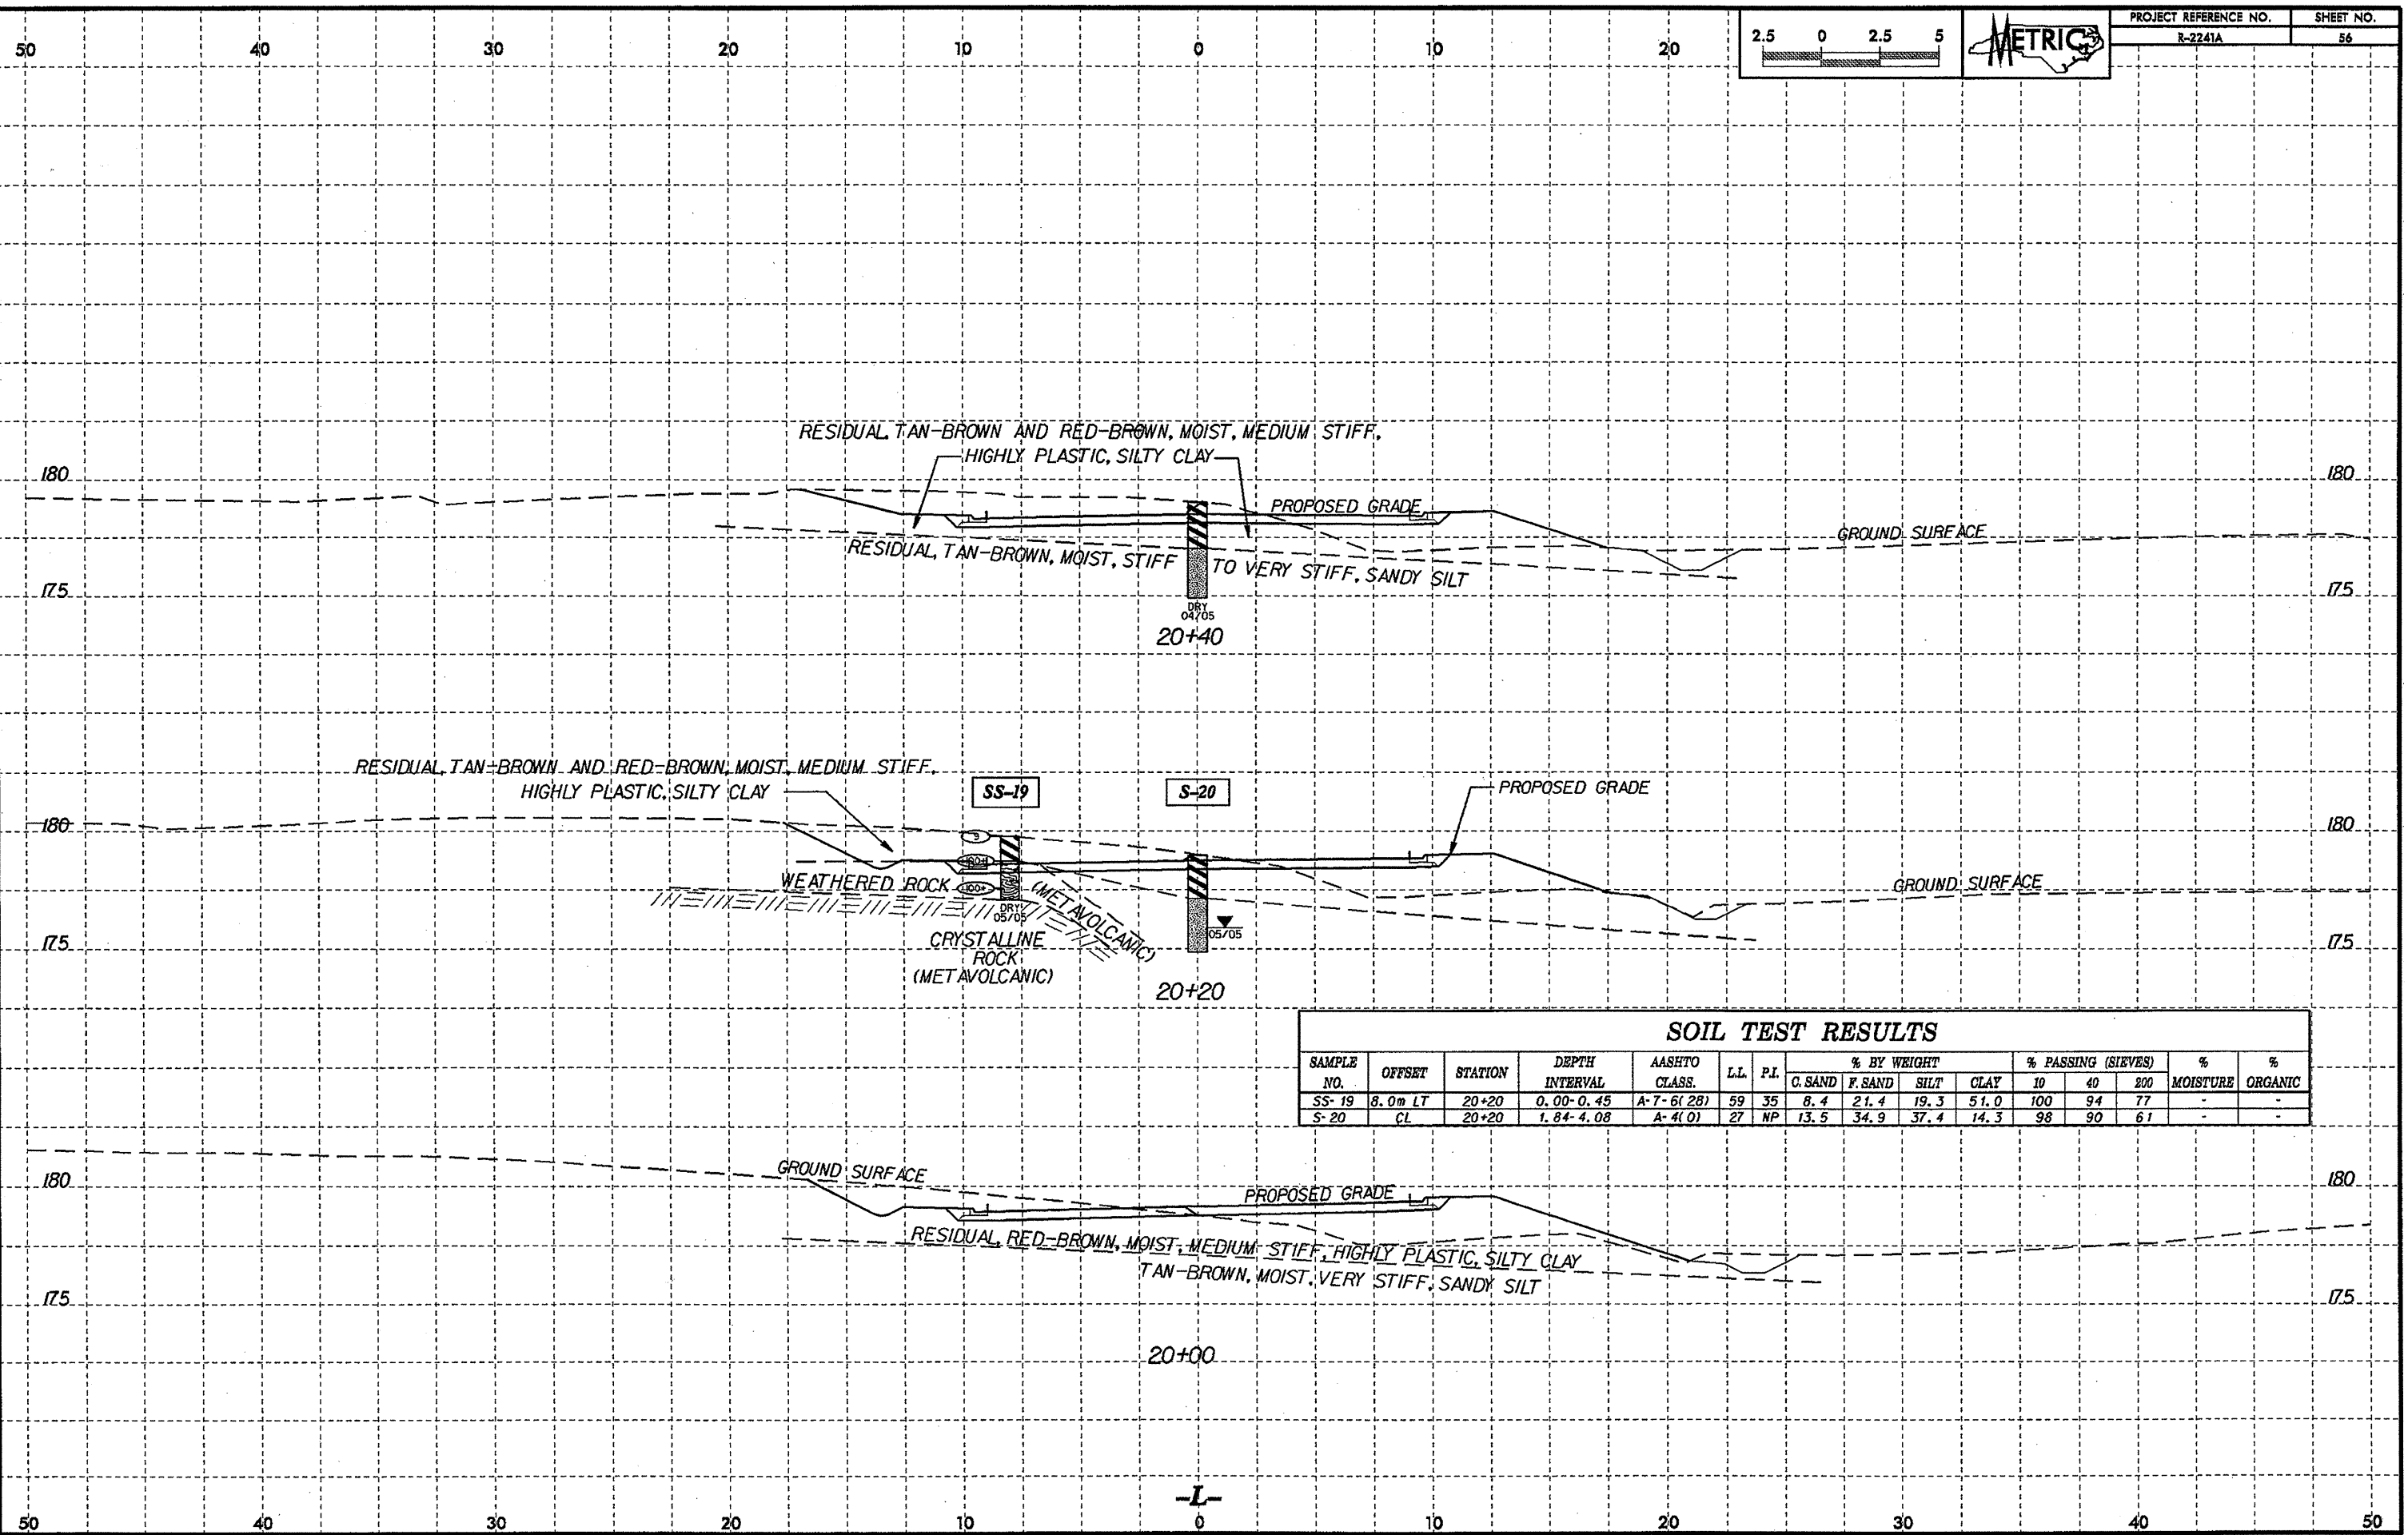 PROJECT REFERENCE NO. SHEET NO.
R-2241A 56
2.5 0 2.5 5
METRIC
50 40 30 20 10 0 10 20
RESIDUAL, TAN-BROWN AND RED-BROWN, MOIST, MEDIUM STIFF,
HIGHLY PLASTIC, SILTY CLAY
180 180
PROPOSED GRADE
GROUND SURFACE
RESIDUAL, TAN-BROWN, MOIST, STIFF TO VERY STIFF, SANDY SILT
175 175
DRY
04/05
20+40
RESIDUAL, TAN-BROWN AND RED-BROWN, MOIST, MEDIUM STIFF,
HIGHLY PLASTIC, SILTY CLAY
SS-19 S-20
PROPOSED GRADE
180 180
9
WEATHERED ROCK 100+ (METAVOLCANIC)
GROUND SURFACE
DRY
05/05
05/05
CRYSTALLINE
ROCK
(METAVOLCANIC)
175 175
20+20
SOIL TEST RESULTS
SAMPLE NO. OFFSET STATION DEPTH INTERVAL AASHTO CLASS. L.L. P.I. % BY WEIGHT % PASSING (SIEVES) % MOISTURE % ORGANIC
C. SAND F. SAND SILT CLAY 10 40 200
SS-19 8.0m LT 20+20 0.00-0.45 A-7-6(28) 59 35 8.4 21.4 19.3 51.0 100 94 77 - -
S-20 CL 20+20 1.84-4.08 A-4(0) 27 NP 13.5 34.9 37.4 14.3 98 90 61 - -
GROUND SURFACE
180 180
PROPOSED GRADE
RESIDUAL, RED-BROWN, MOIST, MEDIUM STIFF, HIGHLY PLASTIC, SILTY CLAY
TAN-BROWN, MOIST, VERY STIFF, SANDY SILT
175 175
20+00
-L-
50 40 30 20 10 0 10 20 30 40 50